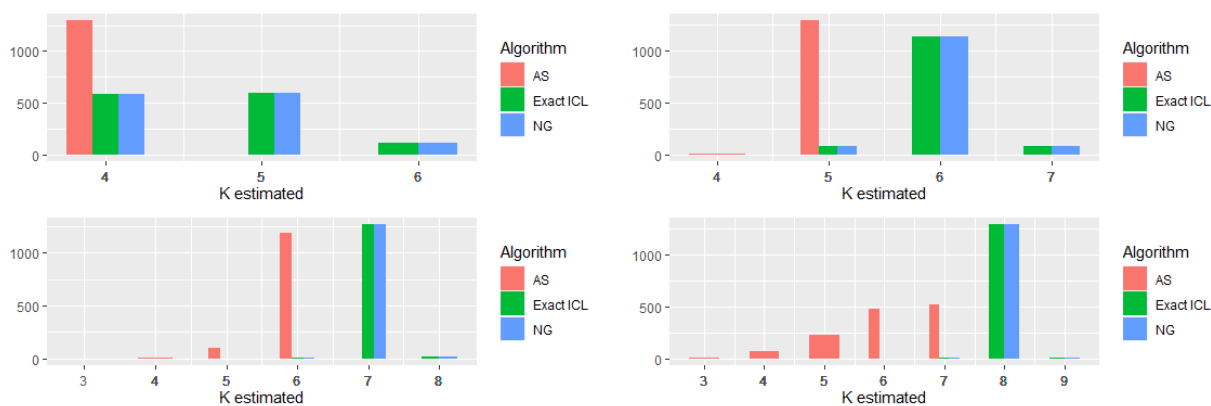 1000
500
0
4 5 6
K estimated
Algorithm
AS
Exact ICL
NG
1000
500
0
4 5 6 7
K estimated
Algorithm
AS
Exact ICL
NG
1000
500
0
3 4 5 6 7 8
K estimated
Algorithm
AS
Exact ICL
NG
1000
500
0
3 4 5 6 7 8 9
K estimated
Algorithm
AS
Exact ICL
NG